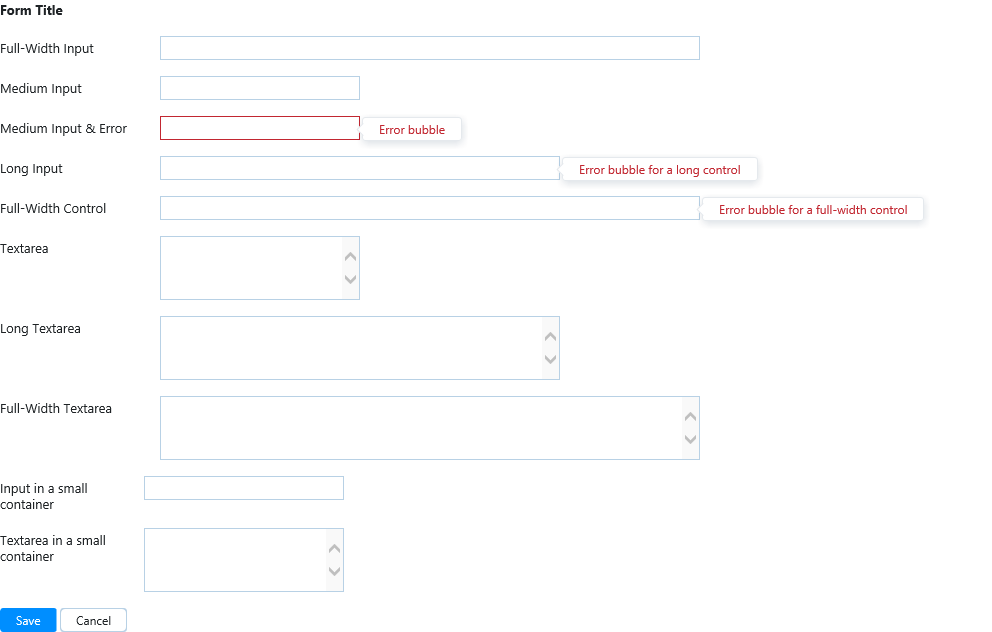 Form Title
Full-Width Input
Medium Input
Medium Input & Error
Error bubble
Long Input
Error bubble for a long control
Full-Width Control
Error bubble for a full-width control
Textarea
Long Textarea
Full-Width Textarea
Input in a small
container
Textarea in a small
container
Save
Cancel